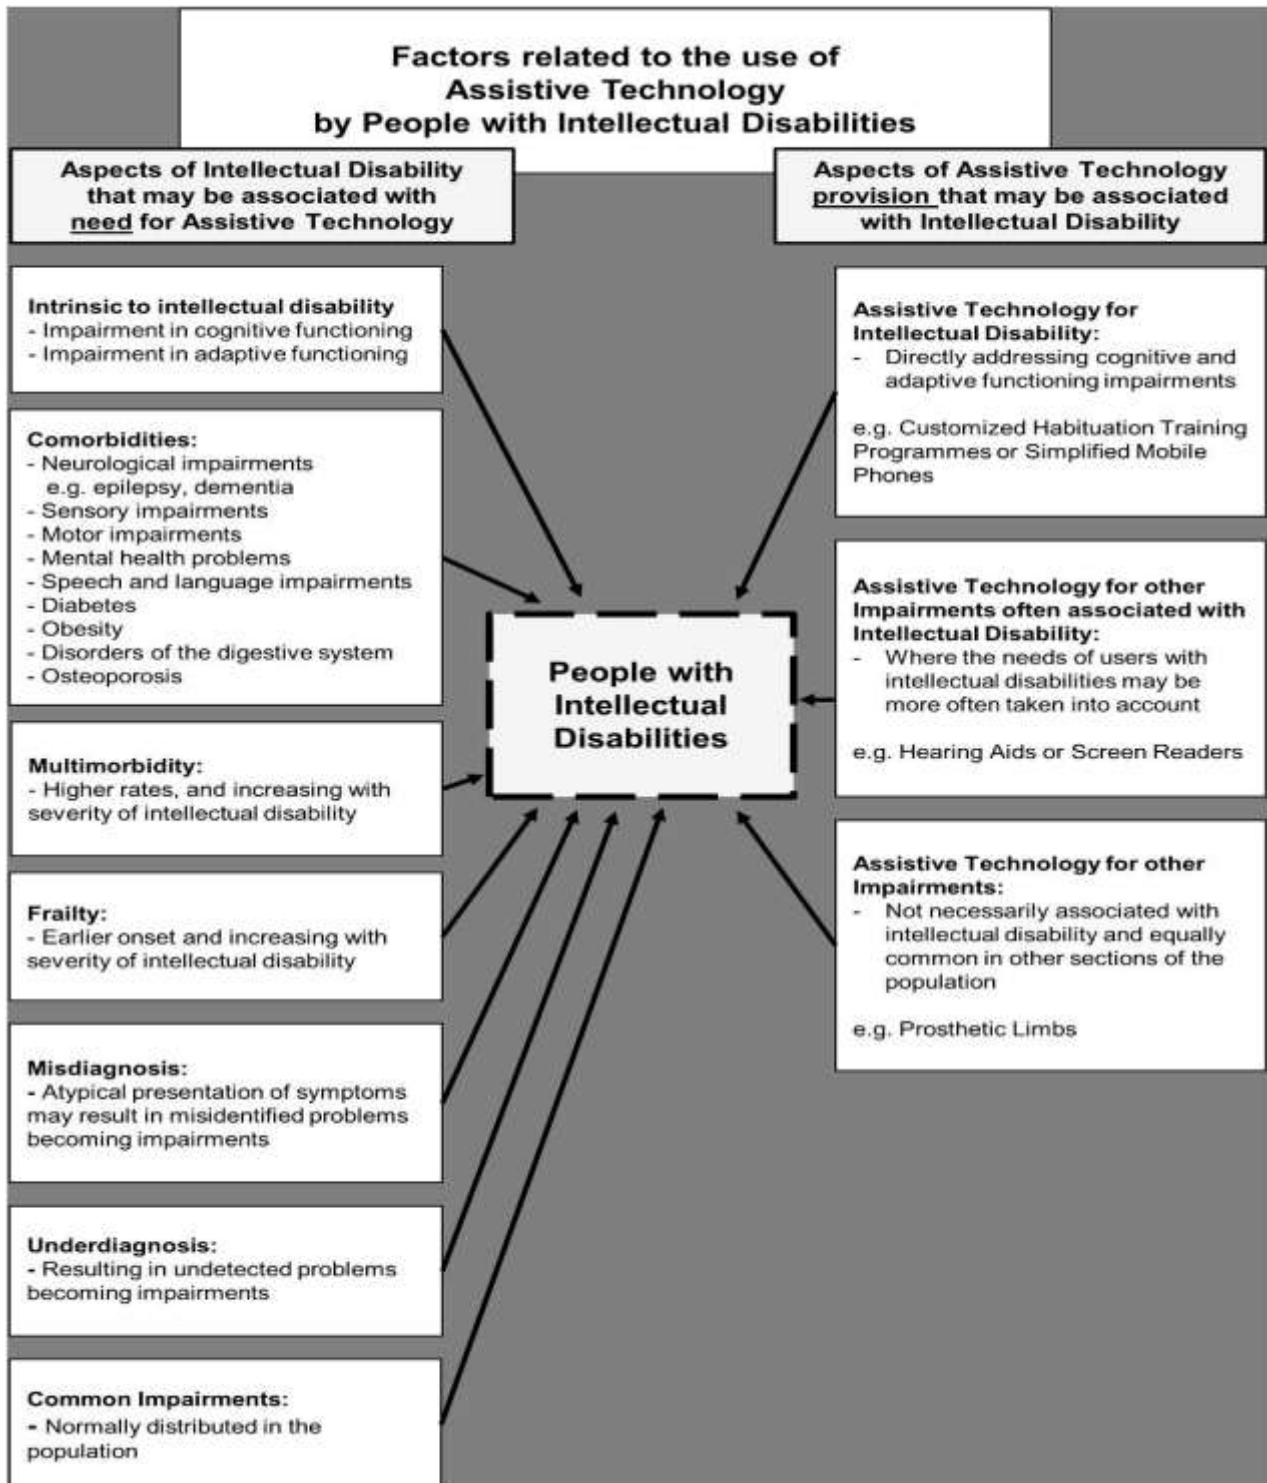 Factors related to the use of
Assistive Technology
by People with Intellectual Disabilities
Aspects of Intellectual Disability
that may be associated with
need for Assistive Technology
Intrinsic to intellectual disability
- Impairment in cognitive functioning
- Impairment in adaptive functioning
Comorbidities:
- Neurological impairments
e.g. epilepsy, dementia
- Sensory impairments
- Motor impairments
- Mental health problems
- Speech and language impairments
- Diabetes
- Obesity
- Disorders of the digestive system
- Osteoporosis
Multimorbidity:
- Higher rates, and increasing with
severity of intellectual disability
Frailty:
- Earlier onset and increasing with
severity of intellectual disability
Misdiagnosis:
- Atypical presentation of symptoms
may result in misidentified problems
becoming impairments
Underdiagnosis:
- Resulting in undetected problems
becoming impairments
Common Impairments:
- Normally distributed in the
population
People with
Intellectual
Disabilities
Aspects of Assistive Technology
provision that may be associated
with Intellectual Disability
Assistive Technology for
Intellectual Disability:
- Directly addressing cognitive and
adaptive functioning impairments
e.g. Customized Habituation Training
Programmes or Simplified Mobile
Phones
Assistive Technology for other
Impairments often associated with
Intellectual Disability:
- Where the needs of users with
intellectual disabilities may be
more often taken into account
e.g. Hearing Aids or Screen Readers
Assistive Technology for other
Impairments:
- Not necessarily associated with
intellectual disability and equally
common in other sections of the
population
e.g. Prosthetic Limbs